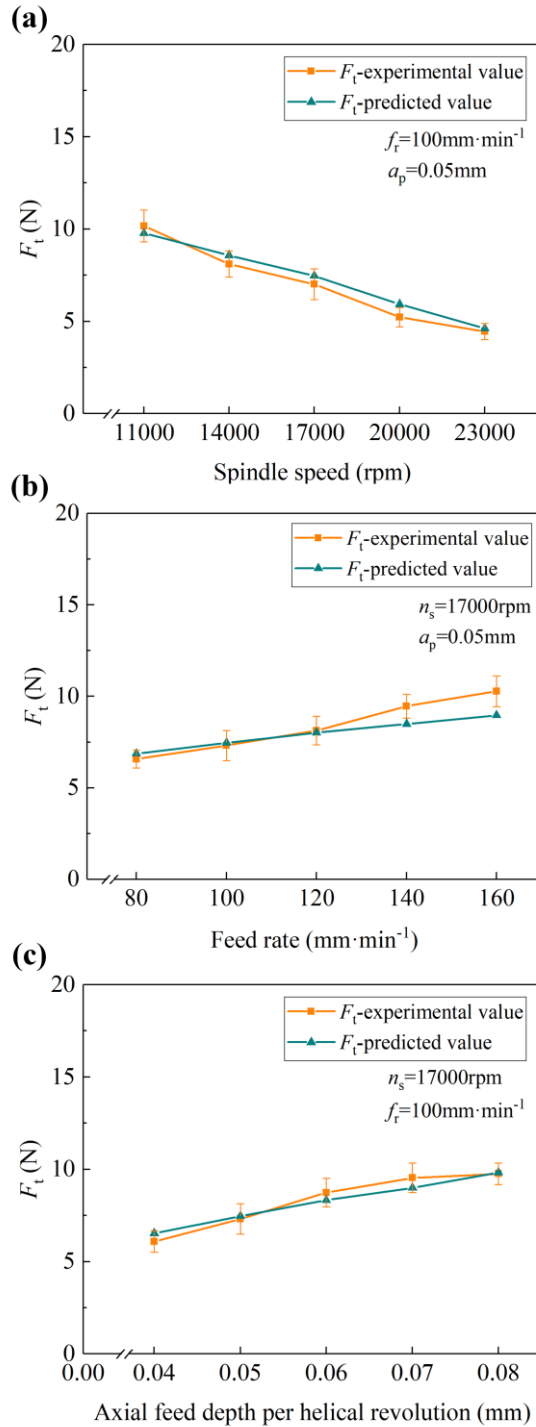 (a)
20
15
10
5
0
Fₜ (N)
Fₜ-experimental value
Fₜ-predicted value
fᵣ=100mm·min⁻¹
aₚ=0.05mm
11000 14000 17000 20000 23000
Spindle speed (rpm)
(b)
20
15
10
5
0
Fₜ (N)
Fₜ-experimental value
Fₜ-predicted value
nₛ=17000rpm
aₚ=0.05mm
80 100 120 140 160
Feed rate (mm·min⁻¹)
(c)
20
15
10
5
0
Fₜ (N)
Fₜ-experimental value
Fₜ-predicted value
nₛ=17000rpm
fᵣ=100mm·min⁻¹
0.00 0.04 0.05 0.06 0.07 0.08
Axial feed depth per helical revolution (mm)